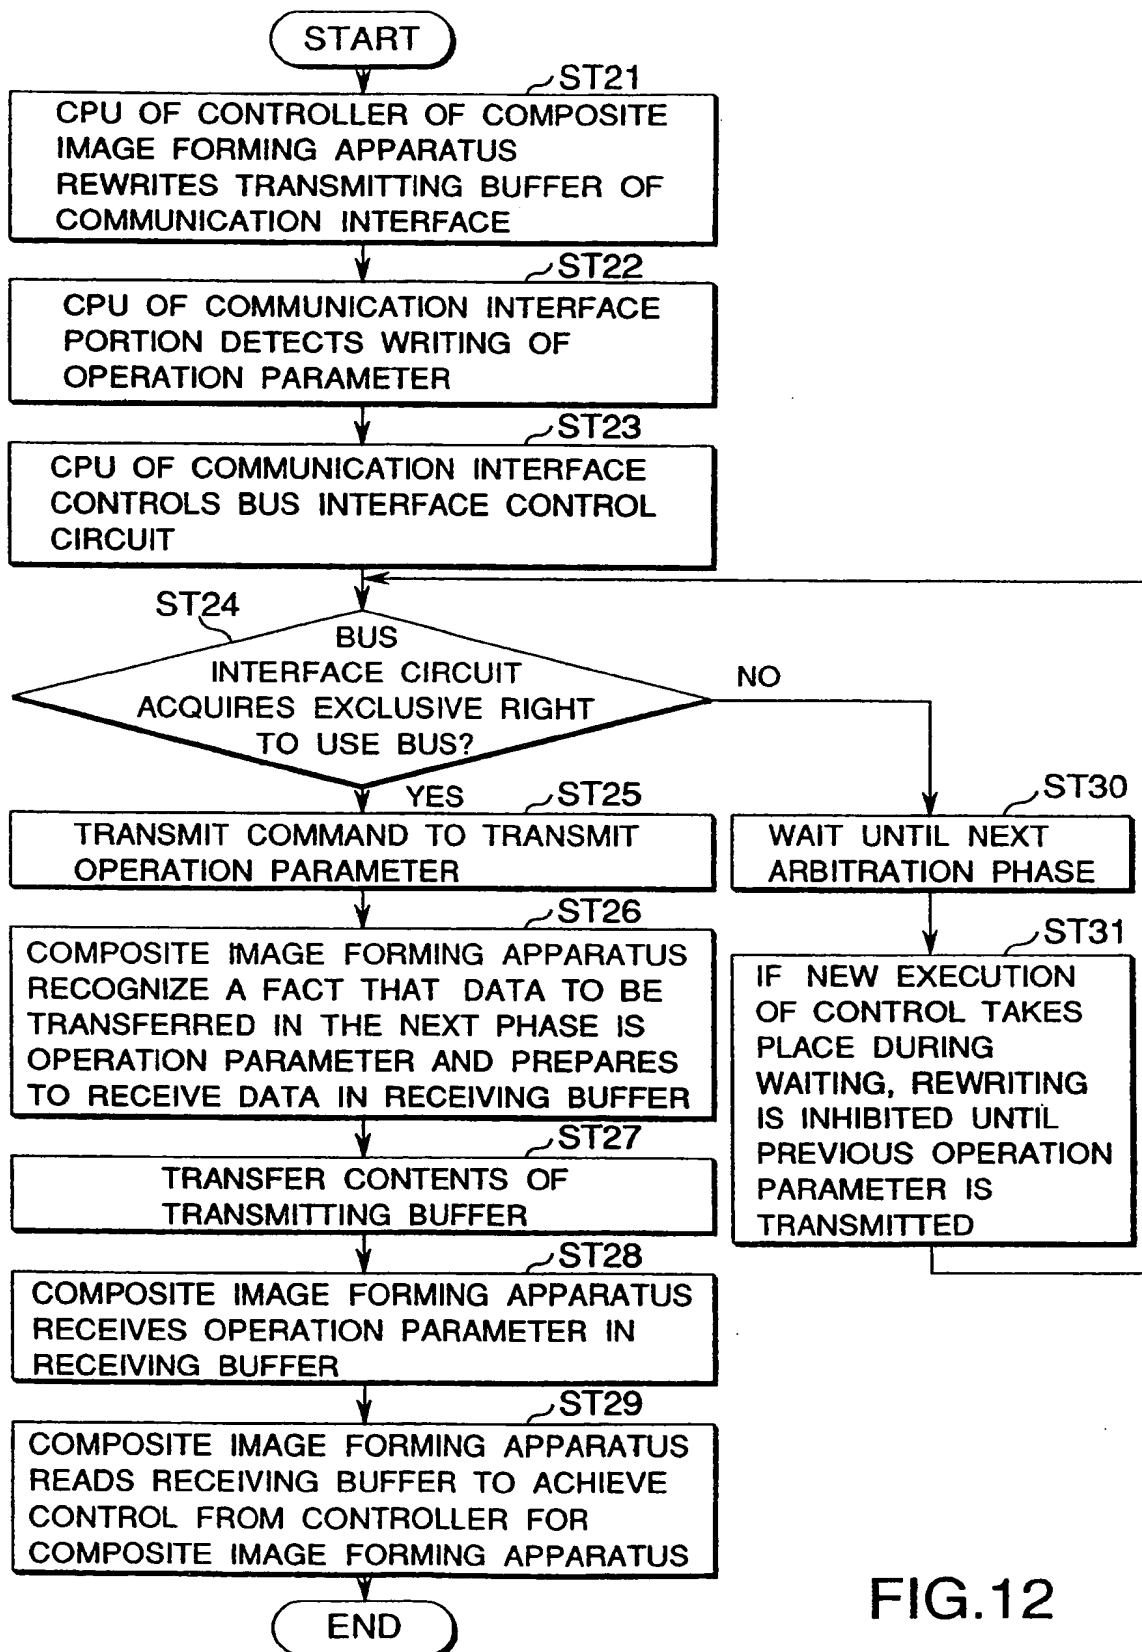 START
ST21
CPU OF CONTROLLER OF COMPOSITE
IMAGE FORMING APPARATUS
REWRITES TRANSMITTING BUFFER OF
COMMUNICATION INTERFACE
ST22
CPU OF COMMUNICATION INTERFACE
PORTION DETECTS WRITING OF
OPERATION PARAMETER
ST23
CPU OF COMMUNICATION INTERFACE
CONTROLS BUS INTERFACE CONTROL
CIRCUIT
ST24
BUS
INTERFACE CIRCUIT
ACQUIRES EXCLUSIVE RIGHT
TO USE BUS?
NO
YES
ST25
TRANSMIT COMMAND TO TRANSMIT
OPERATION PARAMETER
ST26
COMPOSITE IMAGE FORMING APPARATUS
RECOGNIZE A FACT THAT DATA TO BE
TRANSFERRED IN THE NEXT PHASE IS
OPERATION PARAMETER AND PREPARES
TO RECEIVE DATA IN RECEIVING BUFFER
ST27
TRANSFER CONTENTS OF
TRANSMITTING BUFFER
ST28
COMPOSITE IMAGE FORMING APPARATUS
RECEIVES OPERATION PARAMETER IN
RECEIVING BUFFER
ST29
COMPOSITE IMAGE FORMING APPARATUS
READS RECEIVING BUFFER TO ACHIEVE
CONTROL FROM CONTROLLER FOR
COMPOSITE IMAGE FORMING APPARATUS
END
ST30
WAIT UNTIL NEXT
ARBITRATION PHASE
ST31
IF NEW EXECUTION
OF CONTROL TAKES
PLACE DURING
WAITING, REWRITING
IS INHIBITED UNTIL
PREVIOUS OPERATION
PARAMETER IS
TRANSMITTED
FIG.12